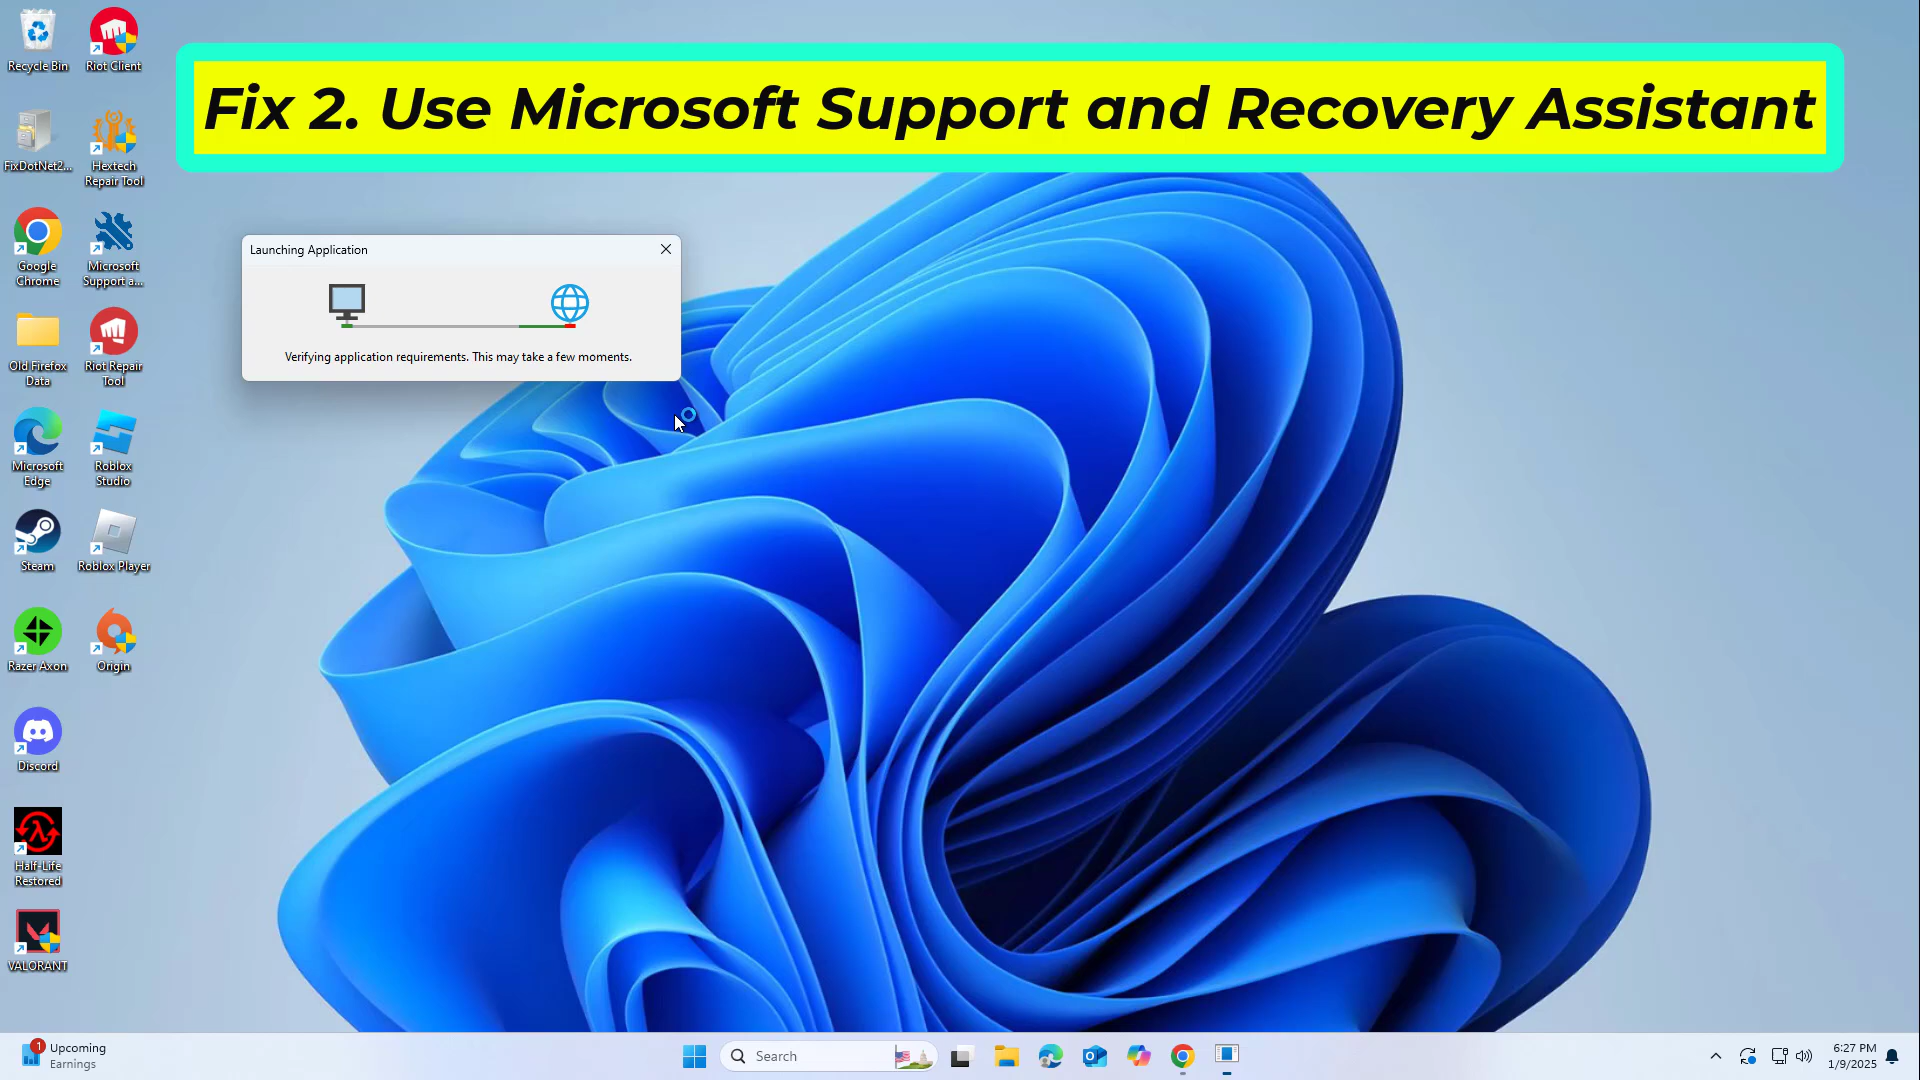 Fix 2. Use Microsoft Support and Recovery Assistant
Recycle Bin
Riot Client
FixDotNet2...
Hextech
Repair Tool
Google
Chrome
Microsoft
Support a...
Old Firefox
Data
Riot Repair
Tool
Microsoft
Edge
Roblox
Studio
Steam
Roblox Player
Razer Axon
Origin
Discord
Half-Life
Restored
VALORANT
Launching Application
Verifying application requirements. This may take a few moments.
1
Upcoming
Earnings
Search
6:27 PM
1/9/2025